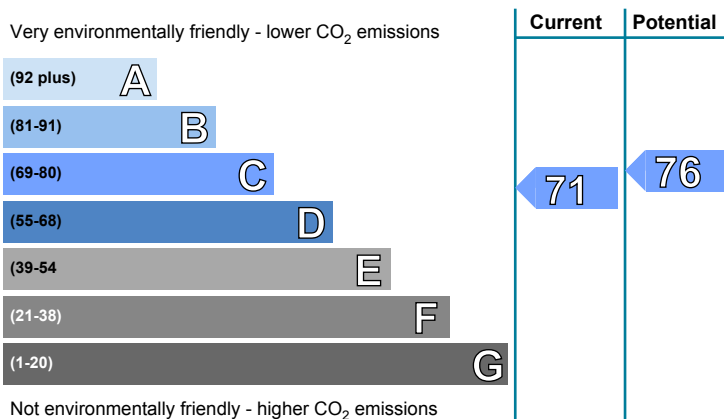 Current Potential
Very environmentally friendly - lower CO2 emissions
(92 plus) A
(81-91) B
(69-80) C
71 76
(55-68) D
(39-54 E
(21-38) F
(1-20) G
Not environmentally friendly - higher CO2 emissions